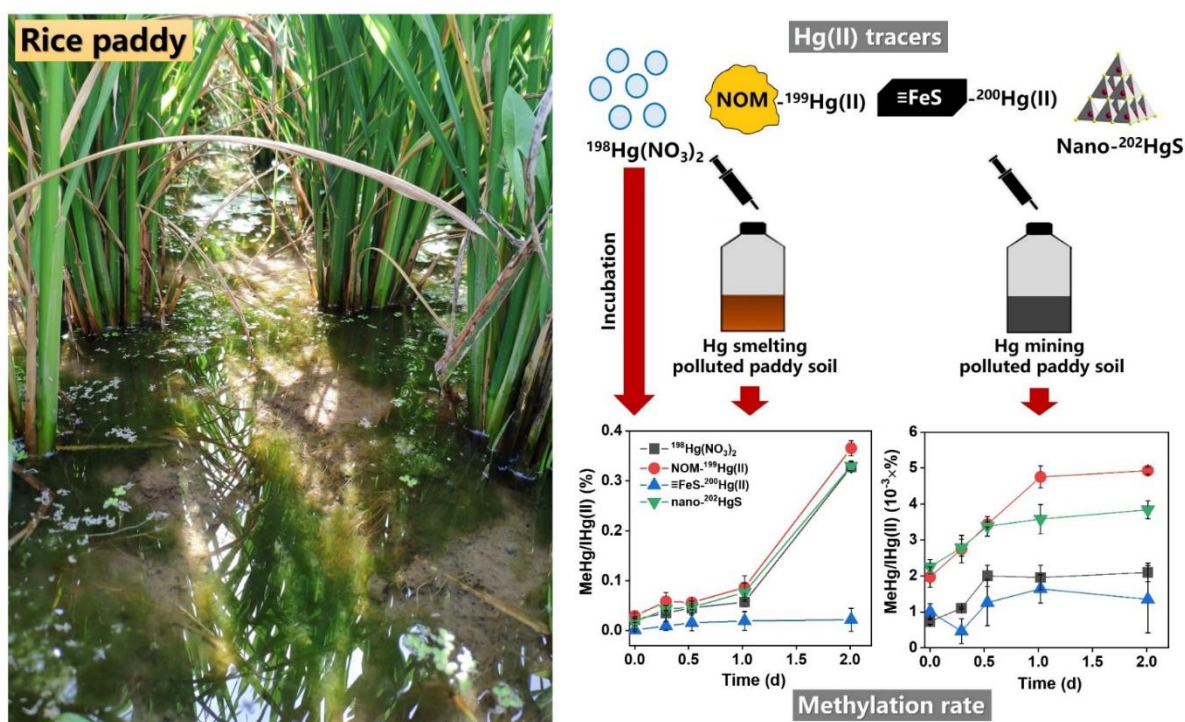 Rice paddy
Hg(II) tracers
¹⁹⁸Hg(NO₃)₂
NOM-¹⁹⁹Hg(II)
≡FeS-²⁰⁰Hg(II)
Nano-²⁰²HgS
Incubation
Hg smelting
polluted paddy soil
Hg mining
polluted paddy soil
MeHg/IHg(II) (%)
0.4
0.3
0.2
0.1
0.0
¹⁹⁸Hg(NO₃)₂
NOM-¹⁹⁹Hg(II)
≡FeS-²⁰⁰Hg(II)
nano-²⁰²HgS
0.0 0.5 1.0 2.0
Time (d)
MeHg/IHg(II) (10⁻³×%)
6
5
4
3
2
1
0
0.0 0.5 1.0 2.0
Time (d)
Methylation rate